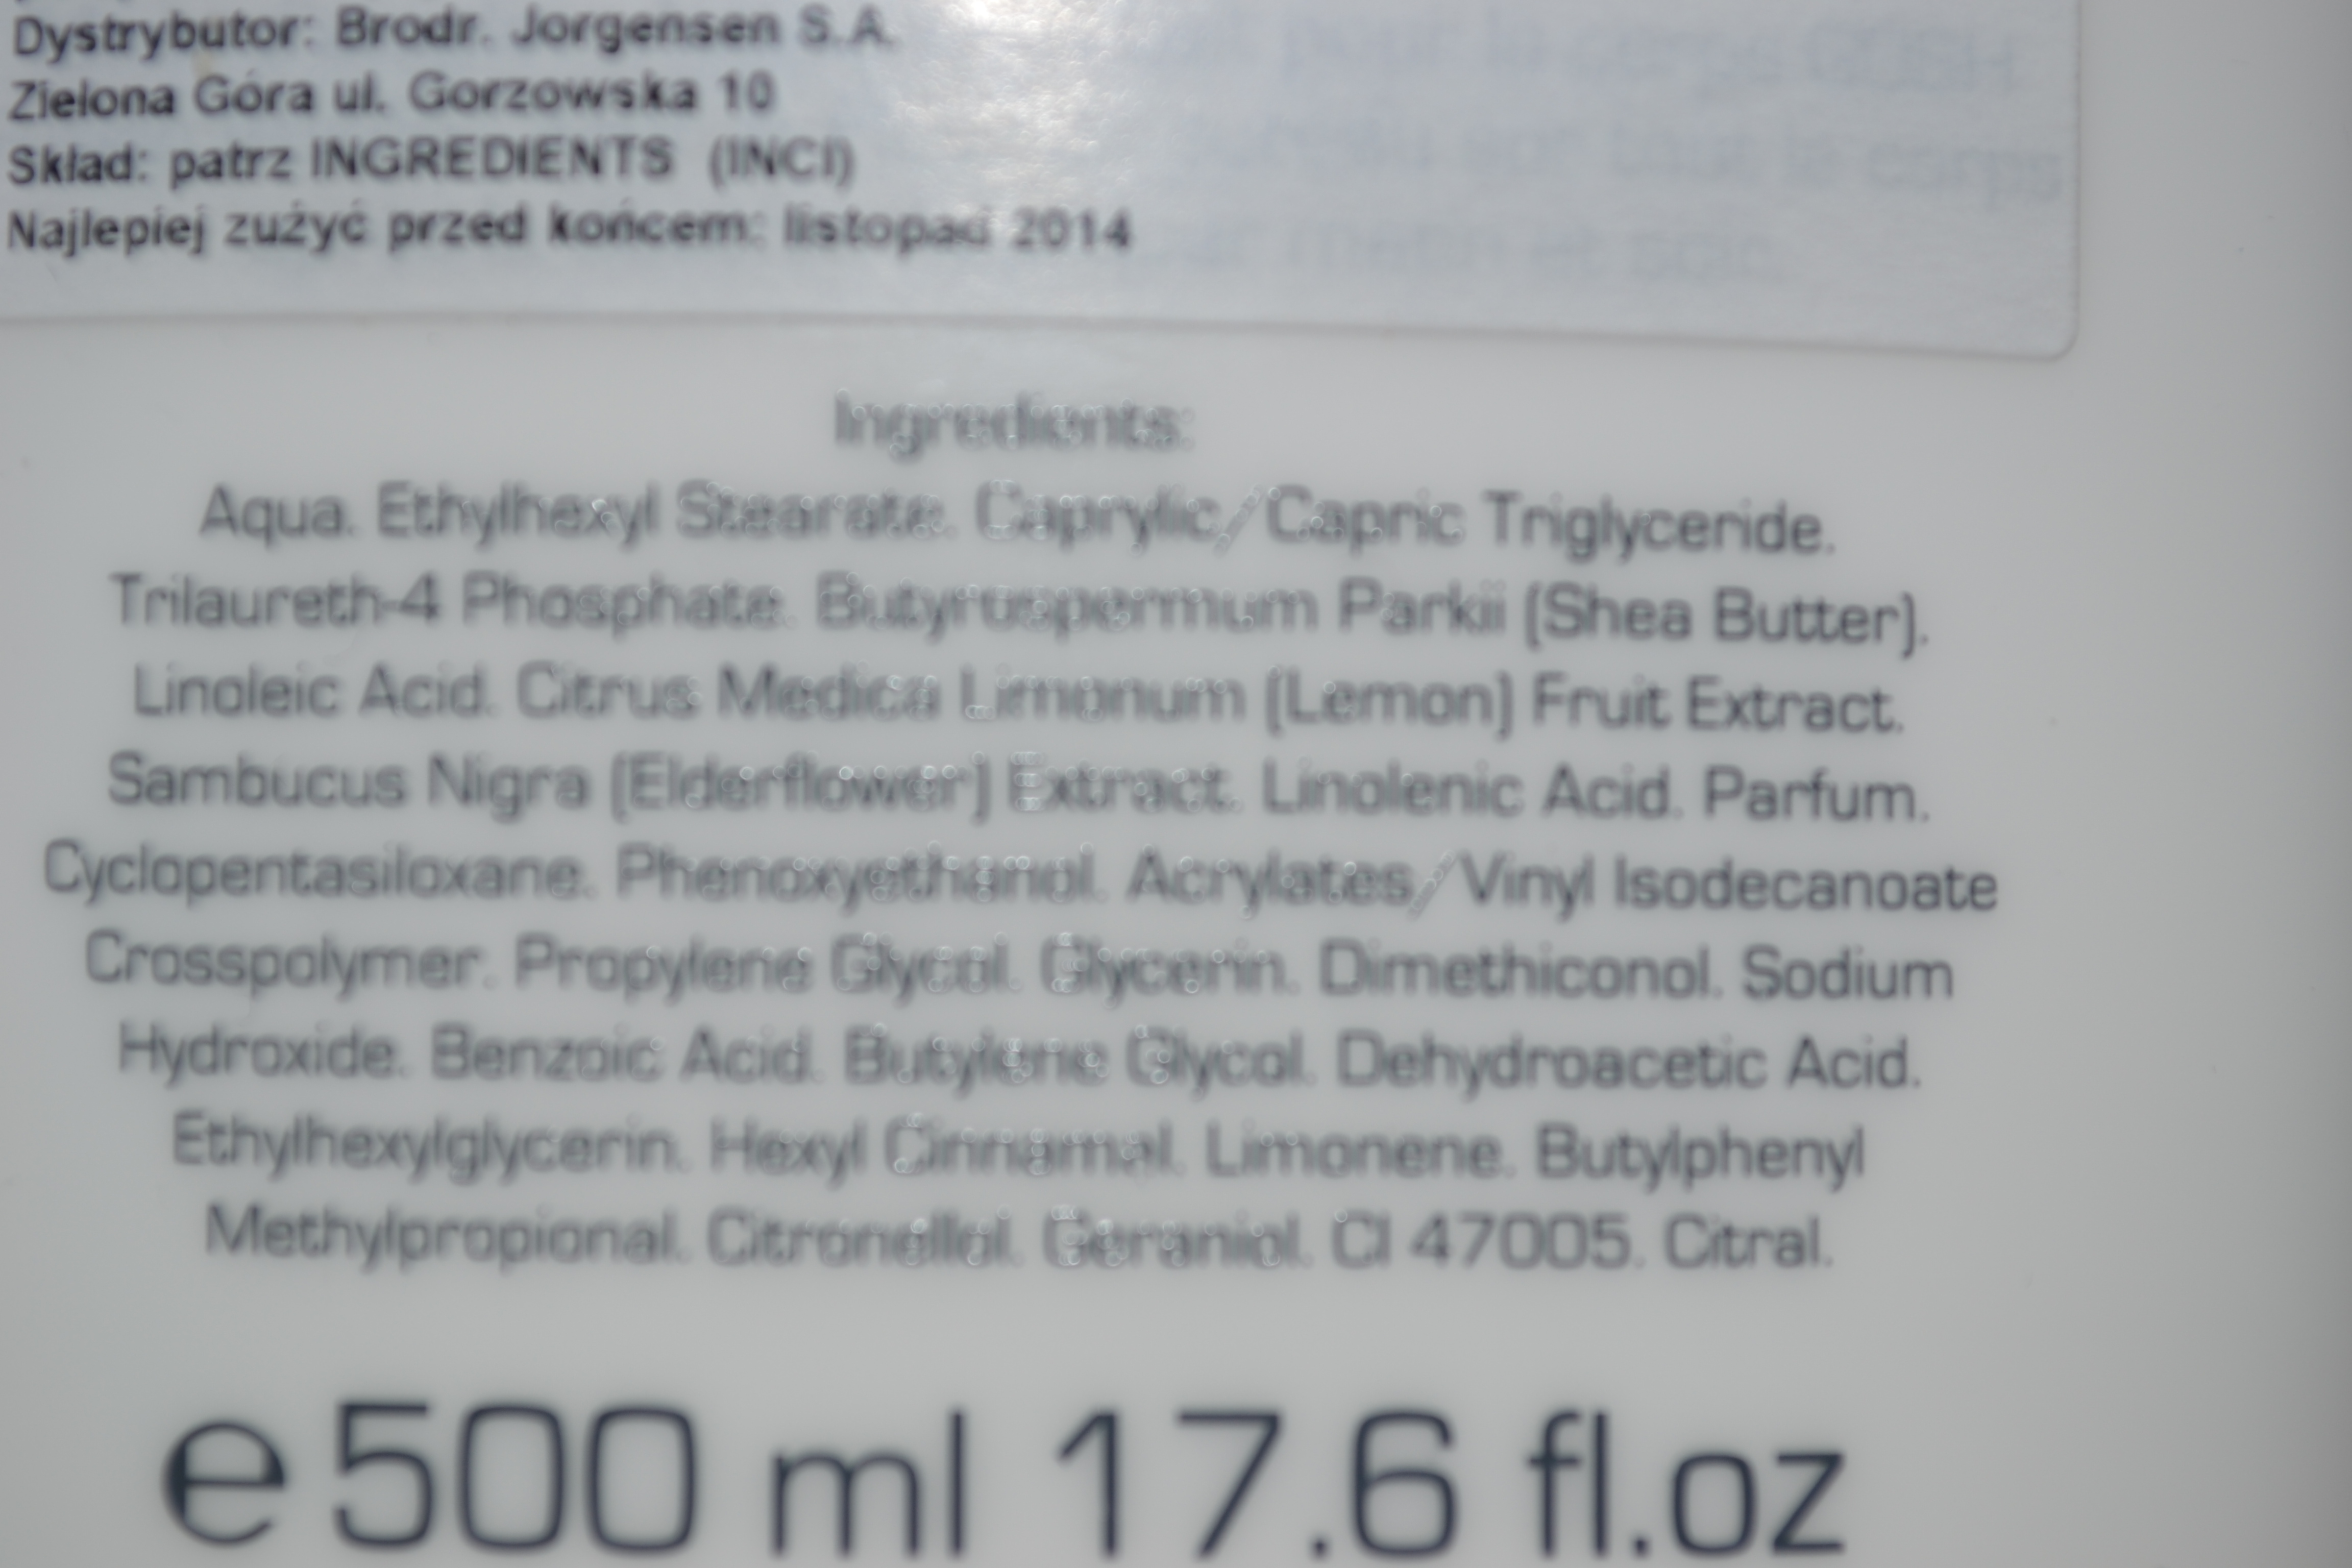 Dystrybutor: Brodr. Jorgensen S.A.
Zielona Góra ul. Gorzowska 10
Skład: patrz INGREDIENTS (INCI)
Najlepiej zużyć przed końcem: listopad 2014
Ingredients:
Aqua. Ethylhexyl Stearate. Caprylic/Capric Triglyceride.
Trilaureth-4 Phosphate. Butyrospermum Parkii (Shea Butter).
Linoleic Acid. Citrus Medica Limonum (Lemon) Fruit Extract.
Sambucus Nigra (Elderflower) Extract. Linolenic Acid. Parfum.
Cyclopentasiloxane. Phenoxyethanol. Acrylates/Vinyl Isodecanoate
Crosspolymer. Propylene Glycol. Glycerin. Dimethiconol. Sodium
Hydroxide. Benzoic Acid. Butylene Glycol. Dehydroacetic Acid.
Ethylhexylglycerin. Hexyl Cinnamal. Limonene. Butylphenyl
Methylpropional. Citronellol. Geraniol. CI 47005. Citral.
e 500 ml 17.6 fl.oz